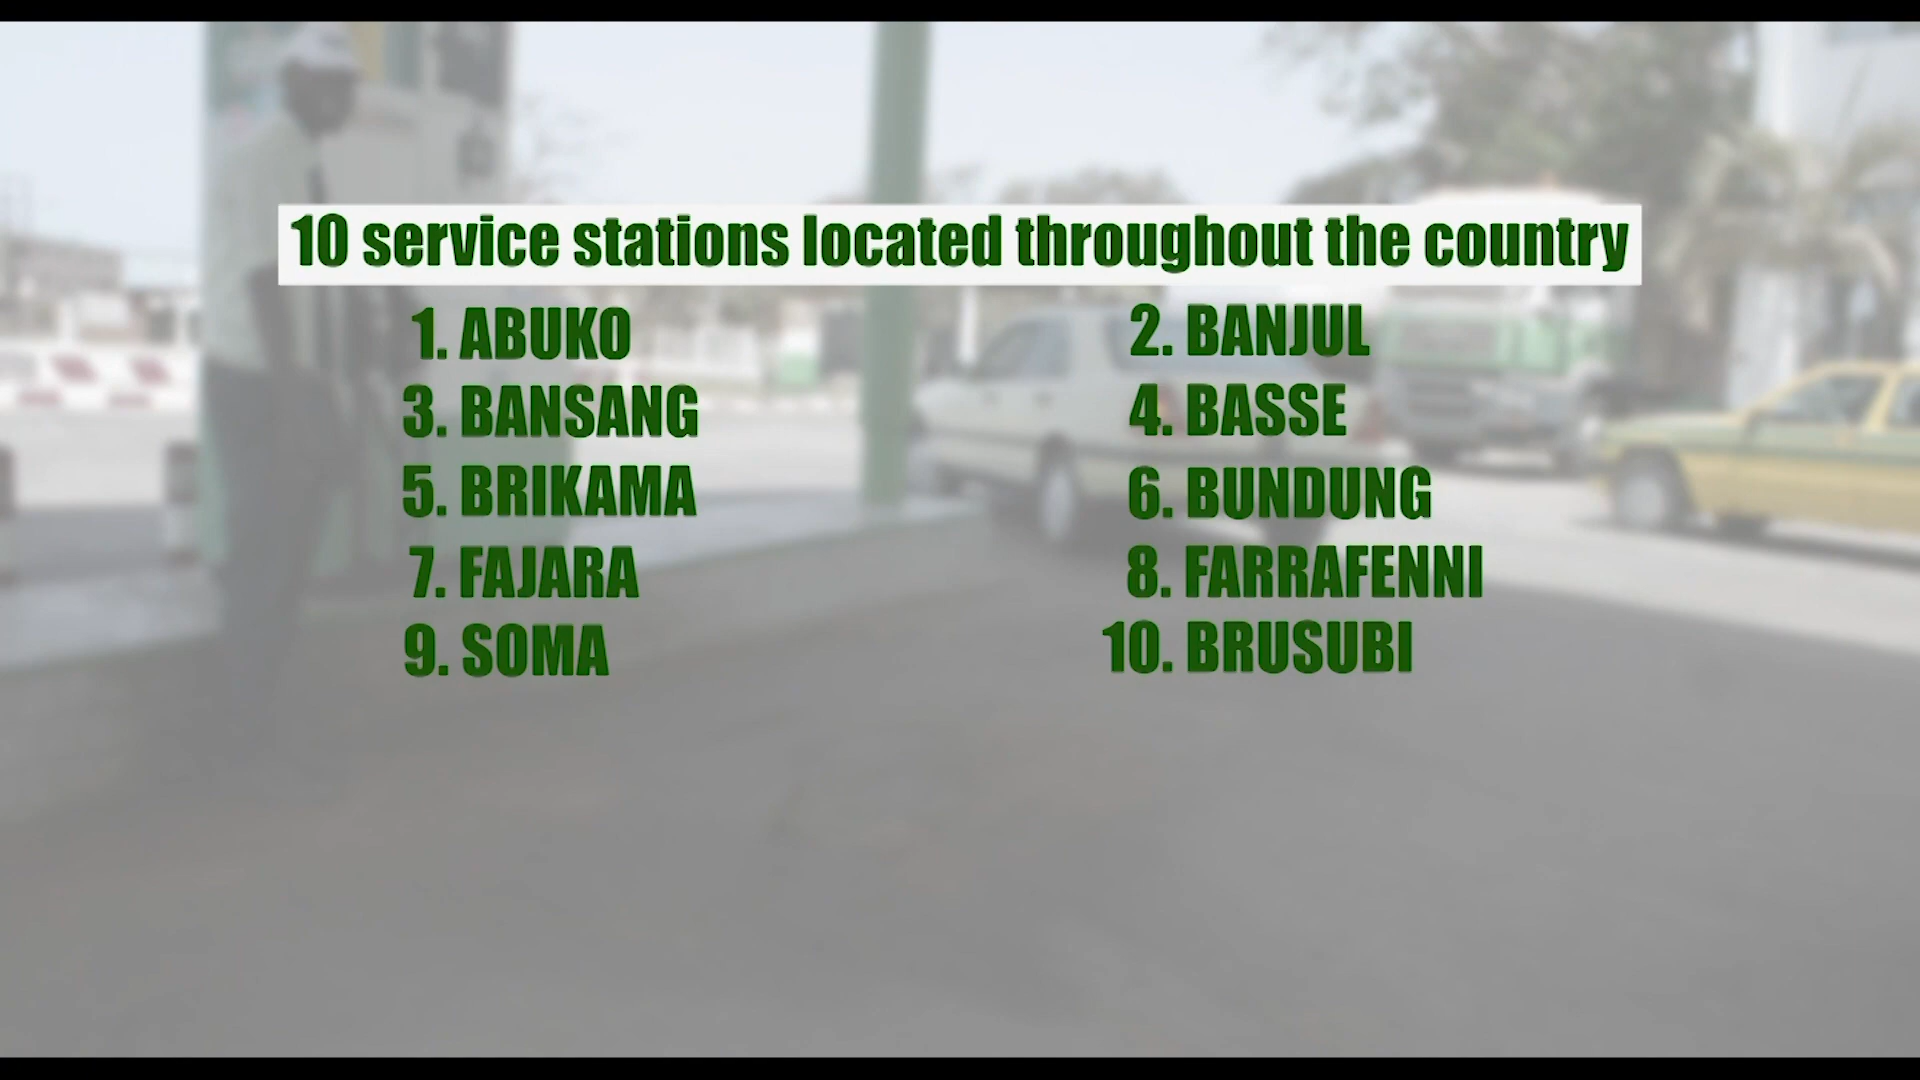 10 service stations located throughout the country
1. ABUKO
2. BANJUL
3. BANSANG
4. BASSE
5. BRIKAMA
6. BUNDUNG
7. FAJARA
8. FARRAFENNI
9. SOMA
10. BRUSUBI